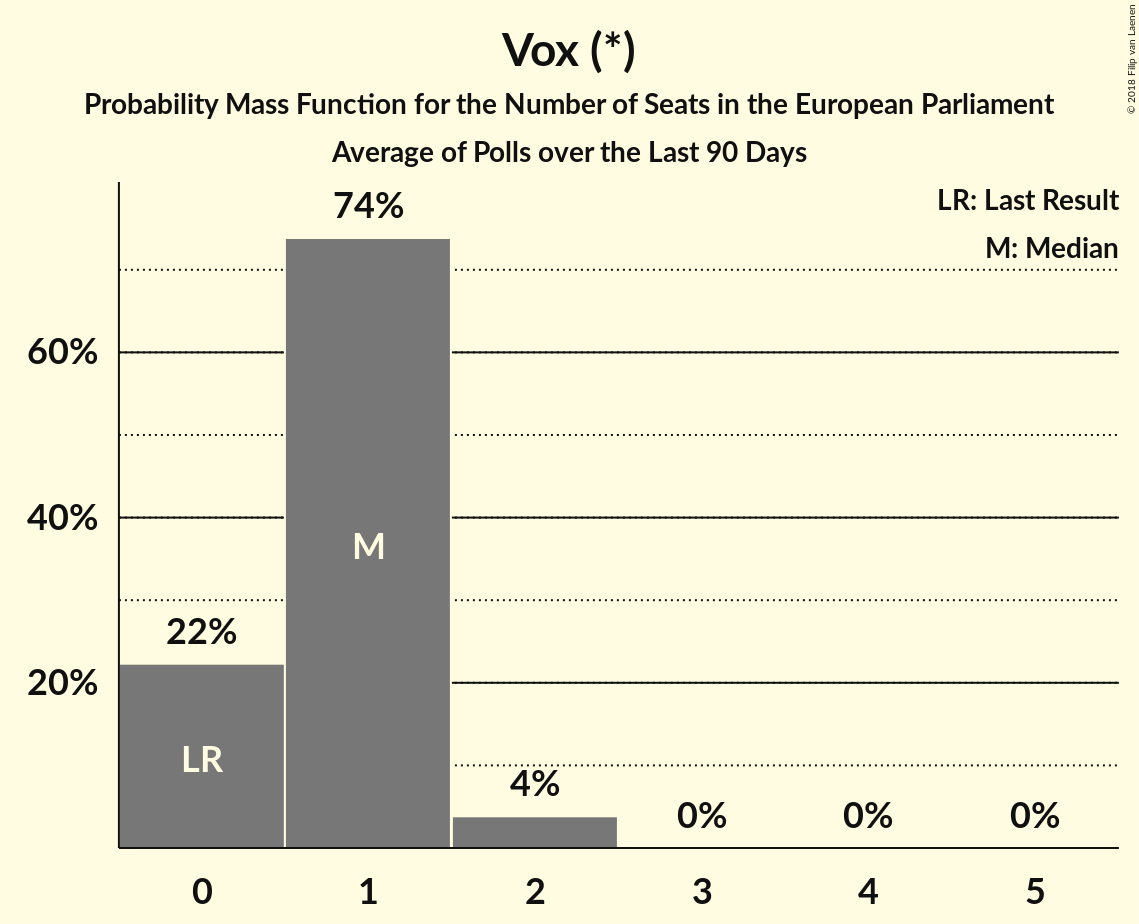 Vox (*)
Probability Mass Function for the Number of Seats in the European Parliament
Average of Polls over the Last 90 Days
© 2018 Filip van Laenen
LR: Last Result
M: Median
74%
60%
40%
M
22%
20%
LR
4%
0%
0%
0%
0
1
2
3
4
5